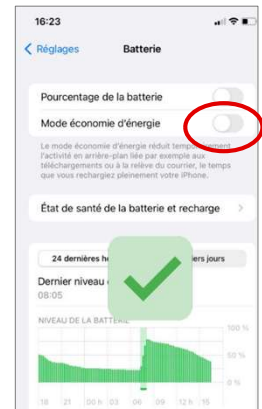 16:23
Réglages
Batterie
Pourcentage de la batterie
Mode économie d'énergie
Le mode économie d'énergie réduit temporairement
l'activité en arrière-plan liée par exemple aux
téléchargements ou à la relève du courrier, le temps
que vous rechargiez pleinement votre iPhone.
État de santé de la batterie et recharge
24 dernières h
iers jours
Dernier niveau
08:05
NIVEAU DE LA BATTERIE
100 %
50 %
0 %
18 21 00 h 03 06 09 12 h 15